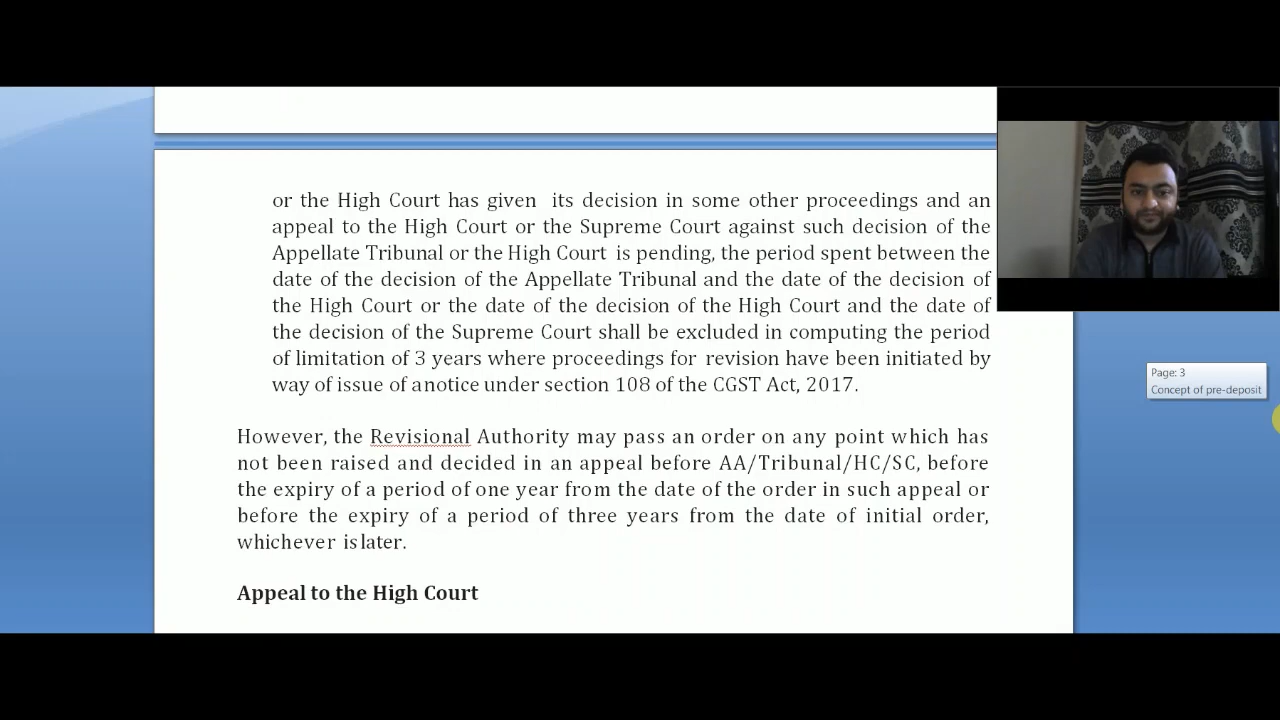 or the High Court has given its decision in some other proceedings and an
appeal to the High Court or the Supreme Court against such decision of the
Appellate Tribunal or the High Court is pending, the period spent between the
date of the decision of the Appellate Tribunal and the date of the decision of
the High Court or the date of the decision of the High Court and the date of
the decision of the Supreme Court shall be excluded in computing the period
of limitation of 3 years where proceedings for revision have been initiated by
way of issue of anotice under section 108 of the CGST Act, 2017.
Page: 3
Concept of pre-deposit
However, the Revisional Authority may pass an order on any point which has
not been raised and decided in an appeal before AA/Tribunal/HC/SC, before
the expiry of a period of one year from the date of the order in such appeal or
before the expiry of a period of three years from the date of initial order,
whichever islater.
Appeal to the High Court